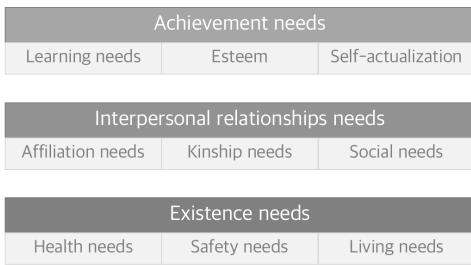 Achievement needs
Learning needs Esteem Self-actualization
Interpersonal relationships needs
Affiliation needs Kinship needs Social needs
Existence needs
Health needs Safety needs Living needs